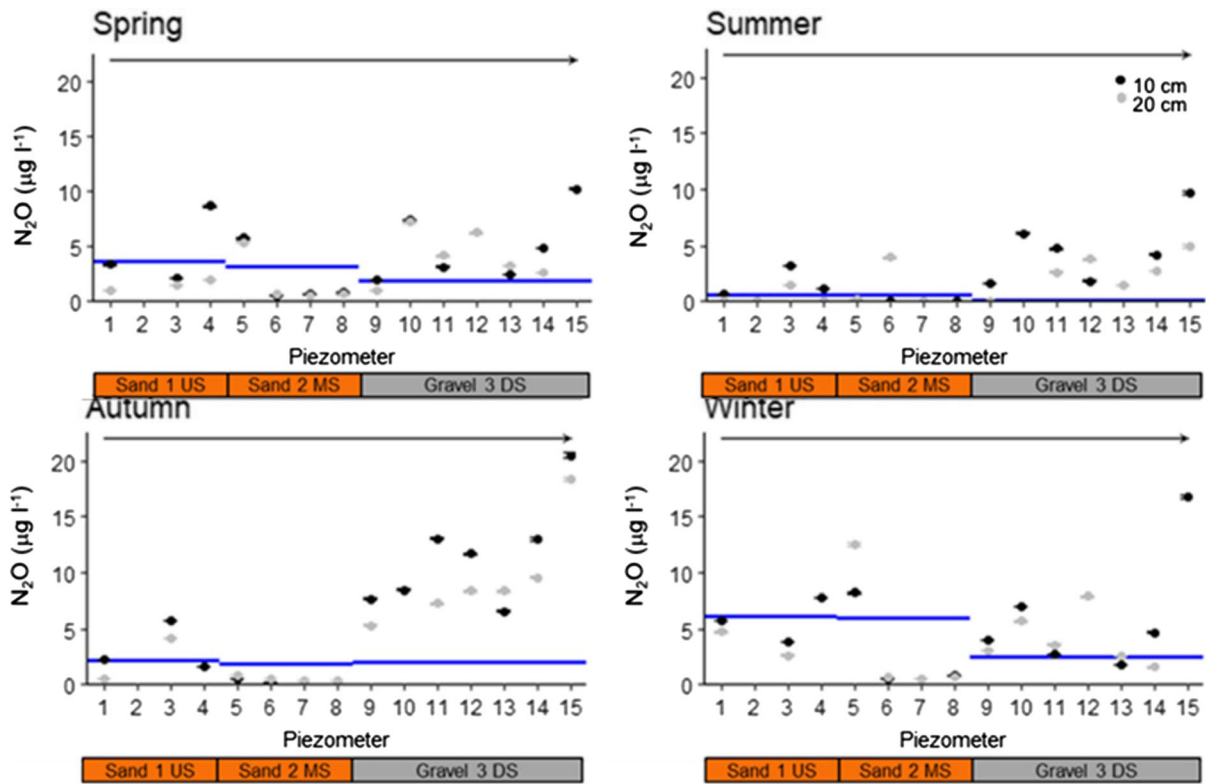 Spring
N₂O (µg l⁻¹)
20
15
10
5
0
1 2 3 4 5 6 7 8 9 10 11 12 13 14 15
Piezometer
Sand 1 US Sand 2 MS Gravel 3 DS
Summer
10 cm
20 cm
N₂O (µg l⁻¹)
20
15
10
5
0
1 2 3 4 5 6 7 8 9 10 11 12 13 14 15
Piezometer
Sand 1 US Sand 2 MS Gravel 3 DS
Autumn
N₂O (µg l⁻¹)
20
15
10
5
0
1 2 3 4 5 6 7 8 9 10 11 12 13 14 15
Piezometer
Sand 1 US Sand 2 MS Gravel 3 DS
Winter
N₂O (µg l⁻¹)
20
15
10
5
0
1 2 3 4 5 6 7 8 9 10 11 12 13 14 15
Piezometer
Sand 1 US Sand 2 MS Gravel 3 DS